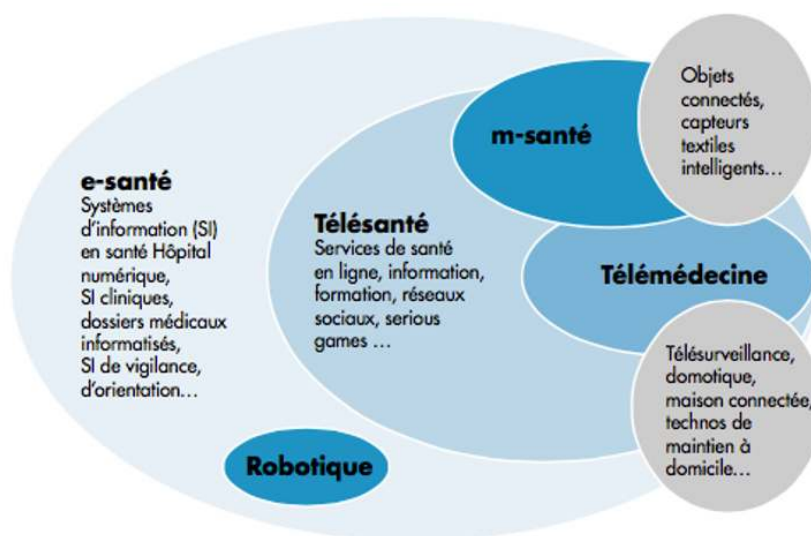 e-santé
Systèmes
d'information (SI)
en santé Hôpital
numérique,
SI cliniques,
dossiers médicaux
informatisés,
SI de vigilance,
d'orientation...
Télésanté
Services de santé
en ligne, information,
formation, réseaux
sociaux, serious
games ...
m-santé
Objets
connectés,
capteurs
textiles
intelligents...
Télémédecine
Télésurveillance,
domotique,
maison connectée,
technos de
maintien à
domicile...
Robotique